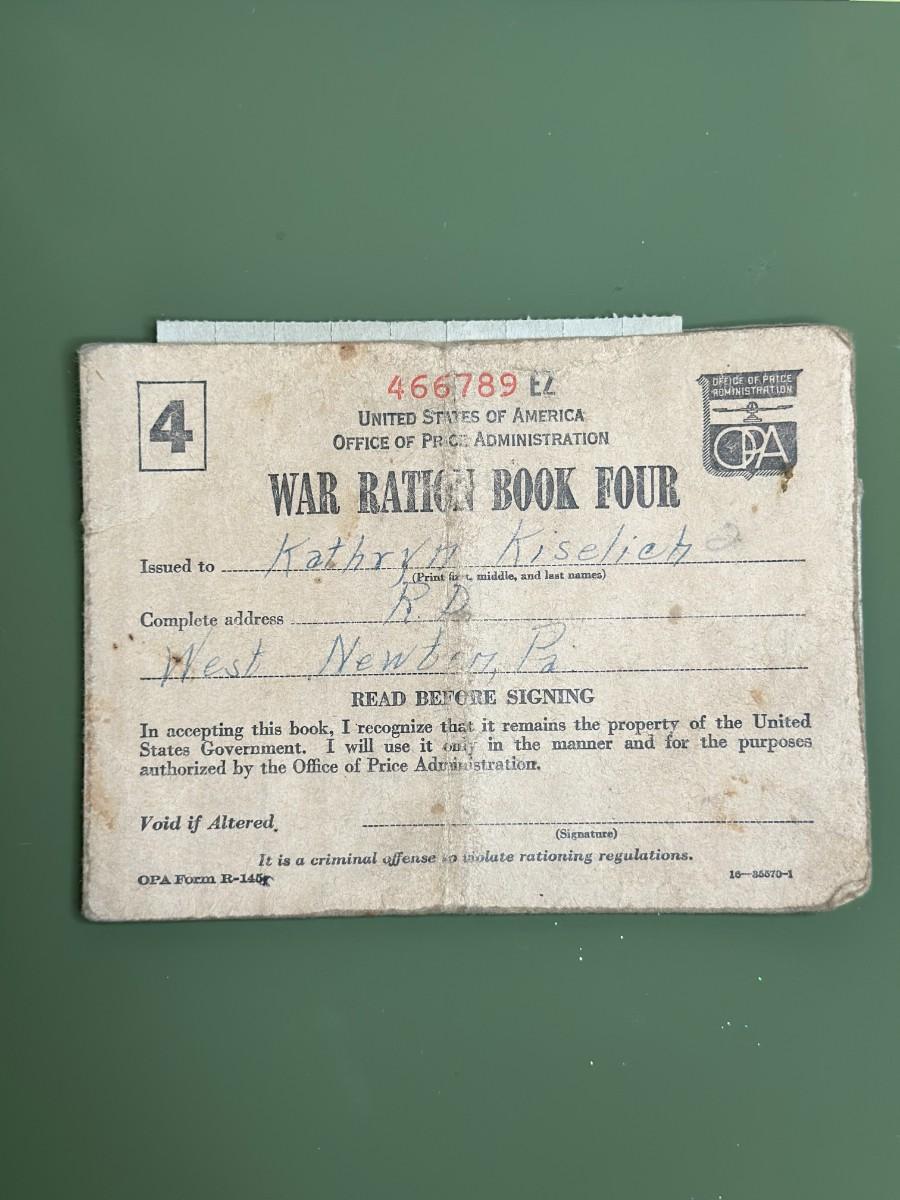 466789 EZ
4
UNITED STATES OF AMERICA
OFFICE OF PRICE ADMINISTRATION
OFFICE OF PRICE
ADMINISTRATION
OPA
WAR RATION BOOK FOUR
Issued to Kathryn Kiselich
(Print first, middle, and last names)
Complete address R D
West Newton, Pa.
READ BEFORE SIGNING
In accepting this book, I recognize that it remains the property of the United
States Government. I will use it only in the manner and for the purposes
authorized by the Office of Price Administration.
Void if Altered
(Signature)
It is a criminal offense to violate rationing regulations.
OPA Form R-145
16—35570-1